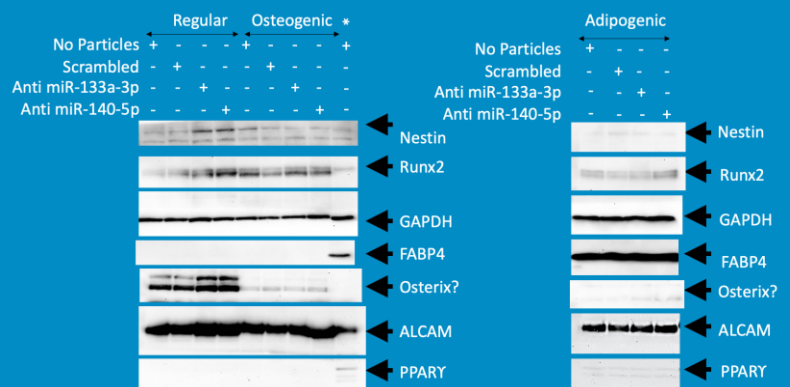 Regular Osteogenic *
No Particles + - - - + - - - +
Scrambled - + - - - + - - -
Anti miR-133a-3p - - + - - - + - -
Anti miR-140-5p - - - + - - - + -
Nestin
Runx2
GAPDH
FABP4
Osterix?
ALCAM
PPARY
Adipogenic
No Particles + - - -
Scrambled - + - -
Anti miR-133a-3p - - + -
Anti miR-140-5p - - - +
Nestin
Runx2
GAPDH
FABP4
Osterix?
ALCAM
PPARY